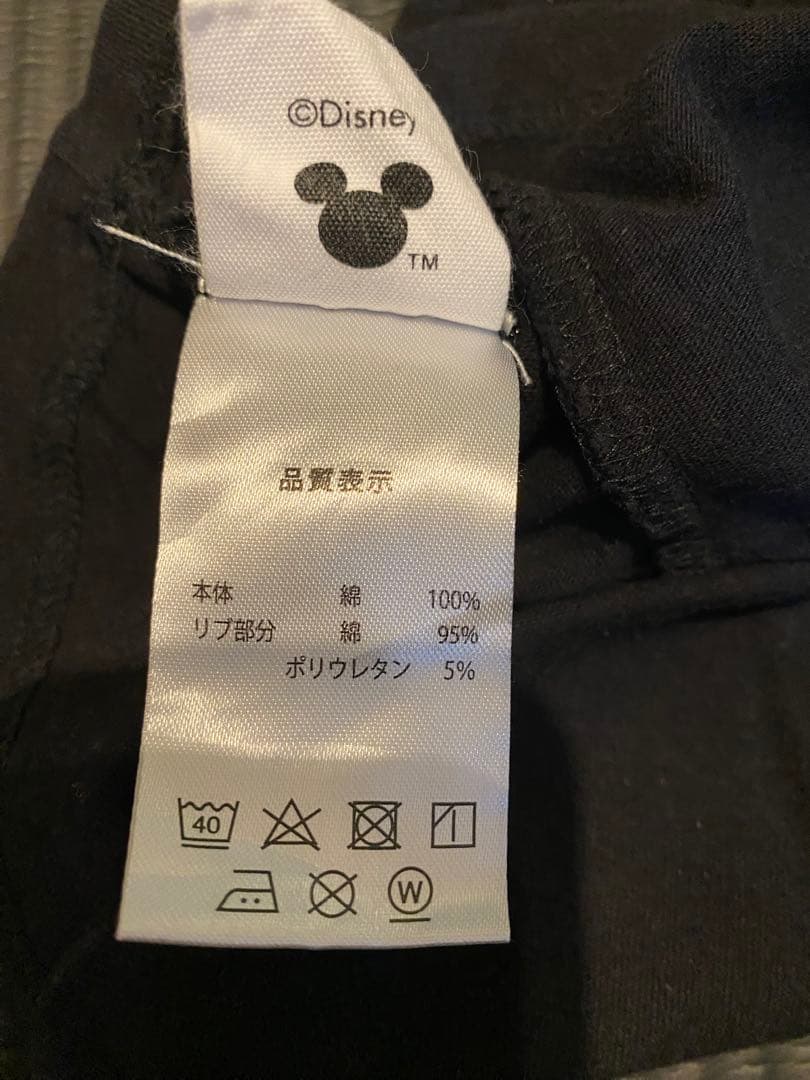 ©Disney
TM
品質表示
本体 綿 100%
リブ部分 綿 95%
ポリウレタン 5%
40
W